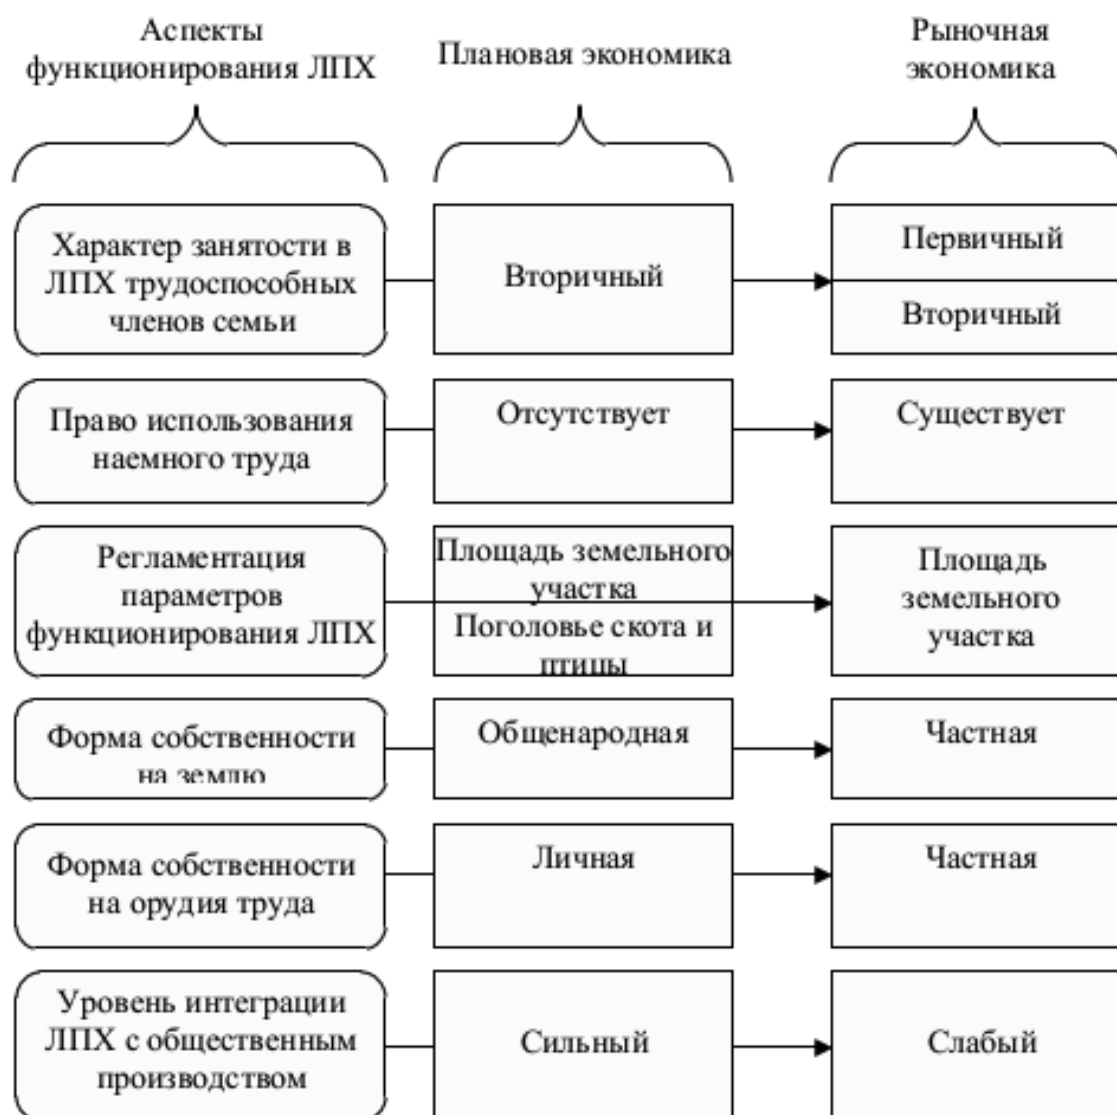 Аспекты
функционирования ЛПХ
Плановая экономика
Рыночная
экономика
Характер занятости в
ЛПХ трудоспособных
членов семьи
Вторичный
Первичный
Вторичный
Право использования
наемного труда
Отсутствует
Существует
Регламентация
параметров
функционирования ЛПХ
Площадь земельного
участка
Поголовье скота и
птицы
Площадь
земельного
участка
Форма собственности
на землю
Общенародная
Частная
Форма собственности
на орудия труда
Личная
Частная
Уровень интеграции
ЛПХ с общественным
производством
Сильный
Слабый